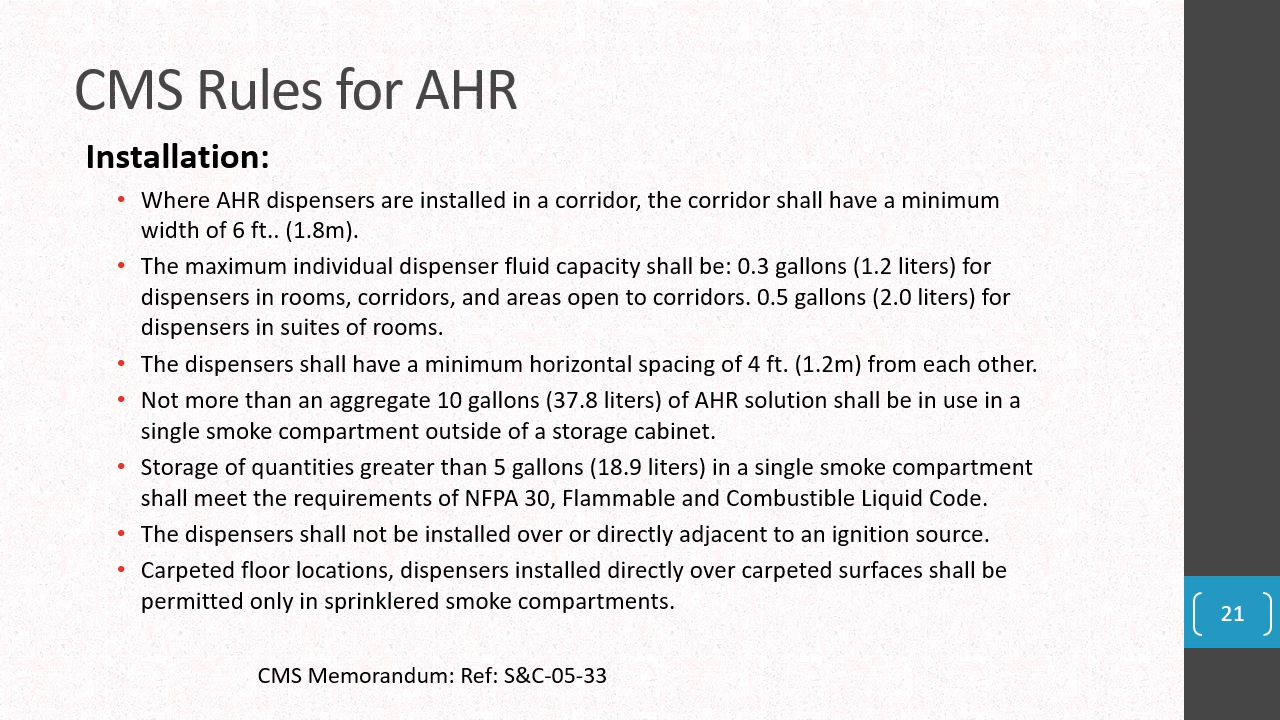 CMS Rules for AHR
Installation:
• Where AHR dispensers are installed in a corridor, the corridor shall have a minimum
width of 6 ft.. (1.8m).
• The maximum individual dispenser fluid capacity shall be: 0.3 gallons (1.2 liters) for
dispensers in rooms, corridors, and areas open to corridors. 0.5 gallons (2.0 liters) for
dispensers in suites of rooms.
• The dispensers shall have a minimum horizontal spacing of 4 ft. (1.2m) from each other.
• Not more than an aggregate 10 gallons (37.8 liters) of AHR solution shall be in use in a
single smoke compartment outside of a storage cabinet.
• Storage of quantities greater than 5 gallons (18.9 liters) in a single smoke compartment
shall meet the requirements of NFPA 30, Flammable and Combustible Liquid Code.
• The dispensers shall not be installed over or directly adjacent to an ignition source.
• Carpeted floor locations, dispensers installed directly over carpeted surfaces shall be
permitted only in sprinklered smoke compartments.
21
CMS Memorandum: Ref: S&C-05-33